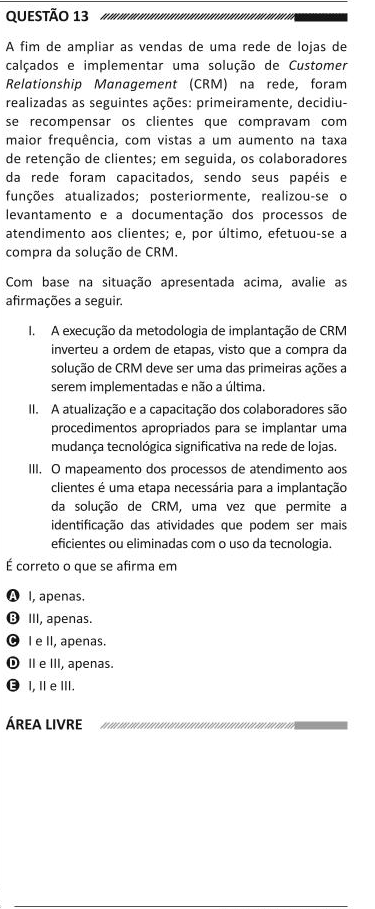 QUESTÃO 13
A fim de ampliar as vendas de uma rede de lojas de
calçados e implementar uma solução de Customer
Relationship Management (CRM) na rede, foram
realizadas as seguintes ações: primeiramente, decidiu-
se recompensar os clientes que compravam com
maior frequência, com vistas a um aumento na taxa
de retenção de clientes; em seguida, os colaboradores
da rede foram capacitados, sendo seus papéis e
funções atualizados; posteriormente, realizou-se o
levantamento e a documentação dos processos de
atendimento aos clientes; e, por último, efetuou-se a
compra da solução de CRM.
Com base na situação apresentada acima, avalie as
afirmações a seguir.
I. A execução da metodologia de implantação de CRM
inverteu a ordem de etapas, visto que a compra da
solução de CRM deve ser uma das primeiras ações a
serem implementadas e não a última.
II. A atualização e a capacitação dos colaboradores são
procedimentos apropriados para se implantar uma
mudança tecnológica significativa na rede de lojas.
III. O mapeamento dos processos de atendimento aos
clientes é uma etapa necessária para a implantação
da solução de CRM, uma vez que permite a
identificação das atividades que podem ser mais
eficientes ou eliminadas com o uso da tecnologia.
É correto o que se afirma em
A I, apenas.
B III, apenas.
C I e II, apenas.
D II e III, apenas.
E I, II e III.
ÁREA LIVRE